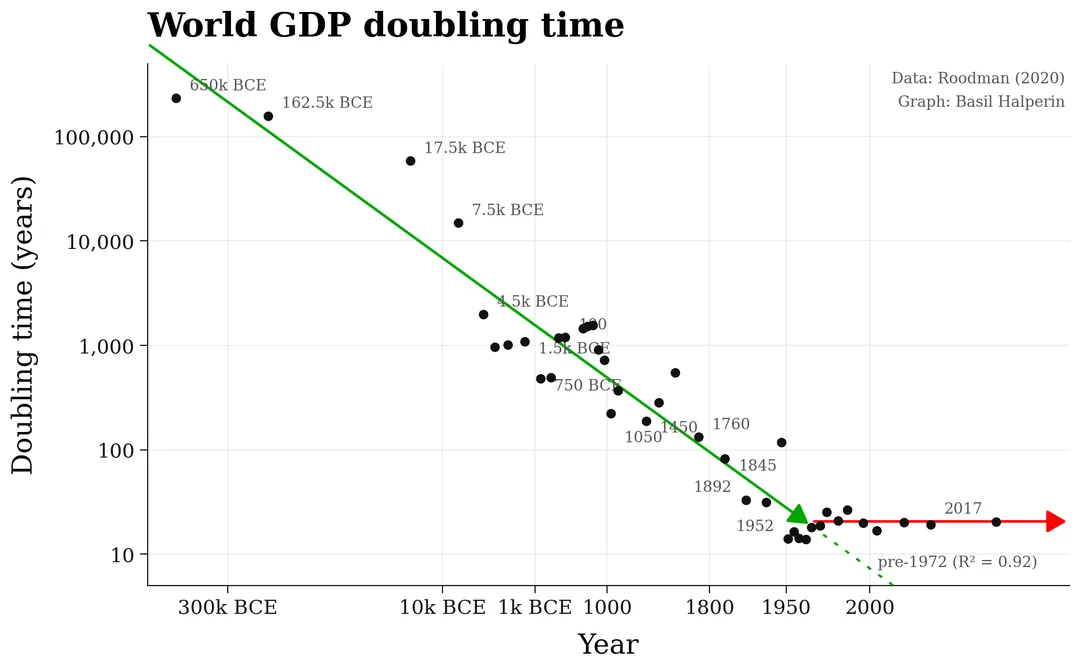 World GDP doubling time
Data: Roodman (2020)
Graph: Basil Halperin
650k BCE
162.5k BCE
100,000
17.5k BCE
7.5k BCE
10,000
4.5k BCE
100
1,000
1.5k BCE
750 BCE
1760
1450
1050
100
1845
1892
2017
1952
10
pre-1972 (R² = 0.92)
Doubling time (years)
300k BCE
10k BCE
1k BCE
1000
1800
1950
2000
Year